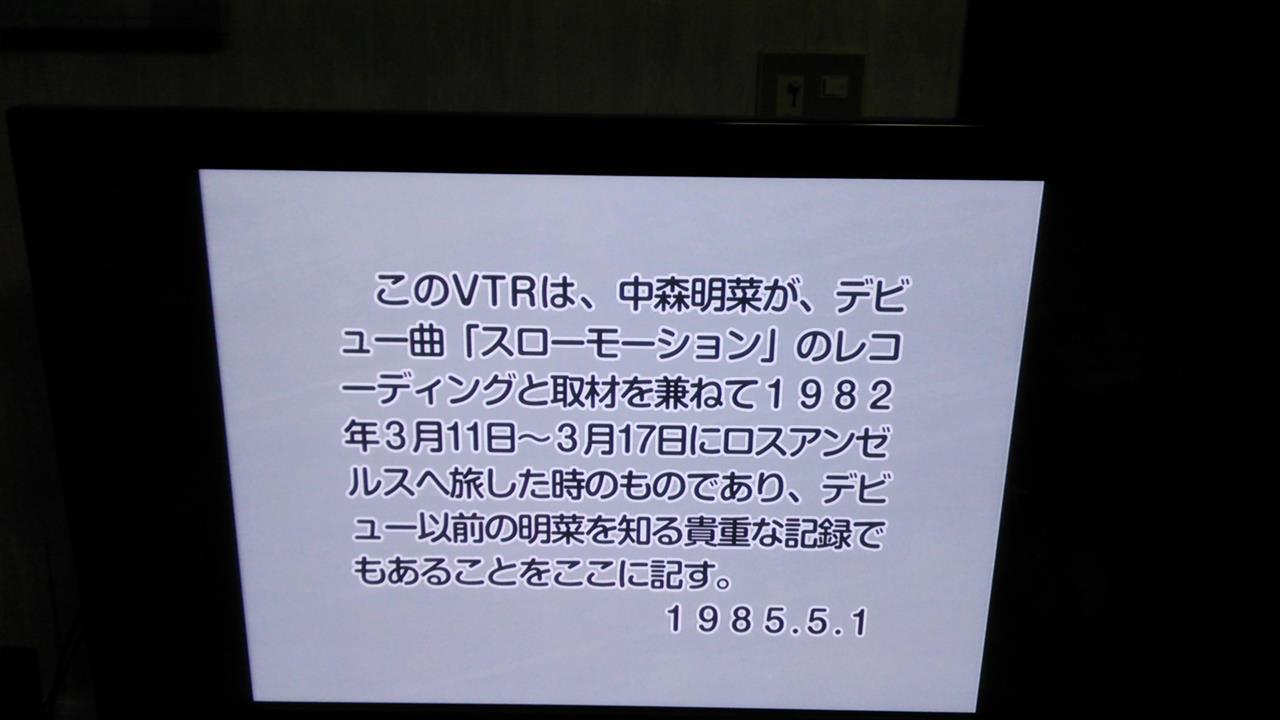 このVTRは、中森明菜が、デビ
ュー曲「スローモーション」のレコ
ーディングと取材を兼ねて1982
年3月11日～3月17日にロスアンゼ
ルスへ旅した時のものであり、デビ
ュー以前の明菜を知る貴重な記録で
もあることをここに記す。
1985.5.1